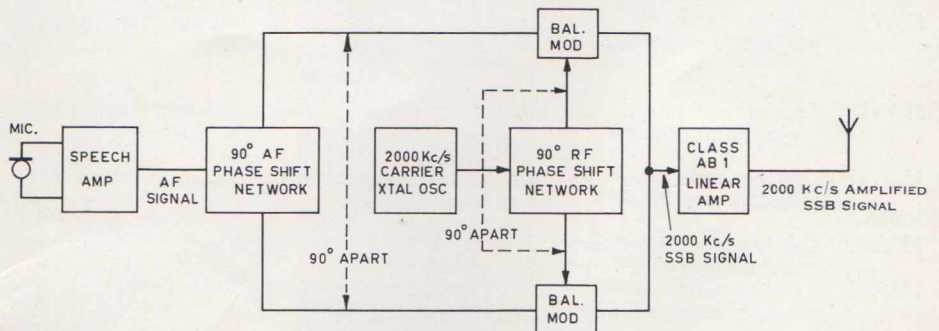 BAL.
MOD
MIC.
SPEECH
AMP
AF
SIGNAL
90° AF
PHASE SHIFT
NETWORK
2000 Kc/s
CARRIER
XTAL OSC
90° RF
PHASE SHIFT
NETWORK
CLASS
AB 1
LINEAR
AMP
2000 Kc/s AMPLIFIED
SSB SIGNAL
90° APART
90° APART
2000 Kc/s
SSB SIGNAL
BAL.
MOD